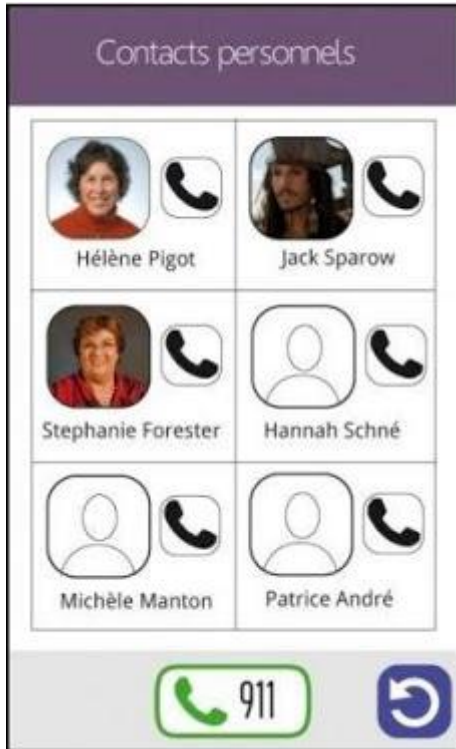 Contacts personnels
Hélène Pigot
Jack Sparow
Stephanie Forester
Hannah Schné
Michèle Manton
Patrice André
911